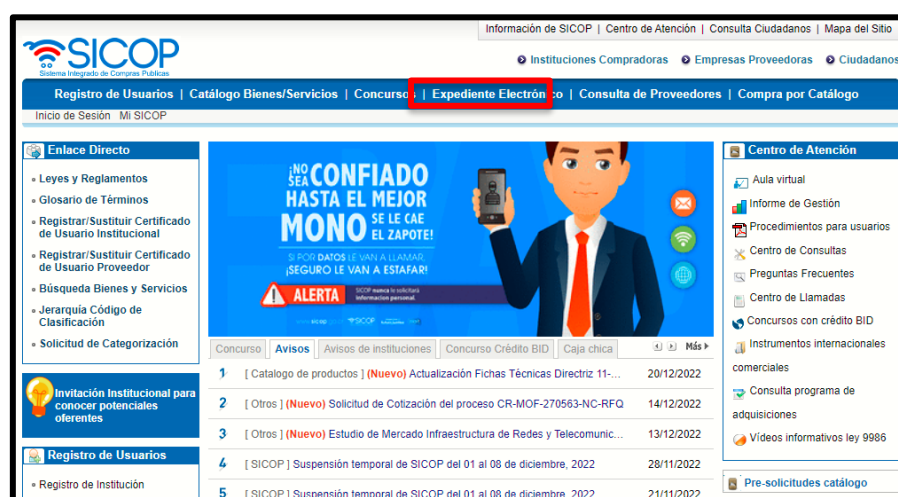 Información de SICOP | Centro de Atención | Consulta Ciudadanos | Mapa del Sitio
SICOP
Sistema Integrado de Compras Públicas
Instituciones Compradoras Empresas Proveedoras Ciudadanos
Registro de Usuarios | Catálogo Bienes/Servicios | Concursos | Expediente Electrónico | Consulta de Proveedores | Compra por Catálogo
Inicio de Sesión Mi SICOP
Enlace Directo
Leyes y Reglamentos
Glosario de Términos
Registrar/Sustituir Certificado
de Usuario Institucional
Registrar/Sustituir Certificado
de Usuario Proveedor
Búsqueda Bienes y Servicios
Jerarquía Código de
Clasificación
Solicitud de Categorización
Invitación Institucional para
conocer potenciales
oferentes
Registro de Usuarios
Registro de Institución
¡NO
SEA CONFIADO
HASTA EL MEJOR
MONO SE LE CAE
EL ZAPOTE!
SI POR DATOS LE VAN A LLAMAR,
¡SEGURO LE VAN A ESTAFAR!
ALERTA
SICOP nunca le solicitará
información personal.
SICOP
Concurso Avisos Avisos de instituciones Concurso Crédito BID Caja chica Más
1 [ Catalogo de productos ] (Nuevo) Actualización Fichas Técnicas Directriz 11-... 20/12/2022
2 [ Otros ] (Nuevo) Solicitud de Cotización del proceso CR-MOF-270563-NC-RFQ 14/12/2022
3 [ Otros ] (Nuevo) Estudio de Mercado Infraestructura de Redes y Telecomunic... 13/12/2022
4 [ SICOP ] Suspensión temporal de SICOP del 01 al 08 de diciembre, 2022 28/11/2022
5 [ SICOP ] Suspensión temporal de SICOP del 01 al 08 de diciembre, 2022 21/11/2022
Centro de Atención
Aula virtual
Informe de Gestión
Procedimientos para usuarios
Centro de Consultas
Preguntas Frecuentes
Centro de Llamadas
Concursos con crédito BID
Instrumentos internacionales
comerciales
Consulta programa de
adquisiciones
Vídeos informativos ley 9986
Pre-solicitudes catálogo